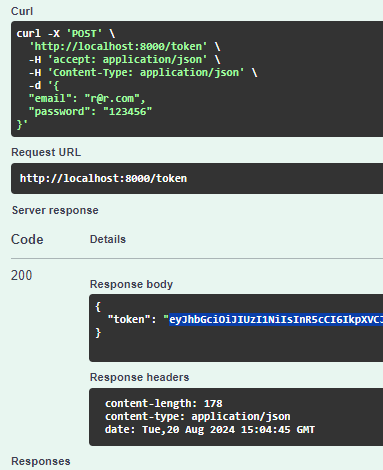 Curl
curl -X 'POST' \
'http://localhost:8000/token' \
-H 'accept: application/json' \
-H 'Content-Type: application/json' \
-d '{
"email": "r@r.com",
"password": "123456"
}'
Request URL
http://localhost:8000/token
Server response
Code Details
200
Response body
{
"token": "eyJhbGciOiJIUzI1NiIsInR5cCI6IkpXVCJ
}
Response headers
content-length: 178
content-type: application/json
date: Tue,20 Aug 2024 15:04:45 GMT
Responses